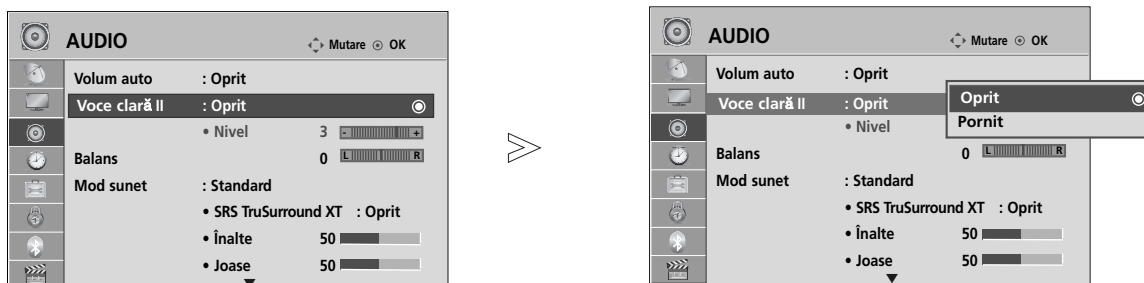 AUDIO
Mutare OK
Volum auto : Oprit
Voce clară II : Oprit
• Nivel 3 - +
Balans 0 L R
Mod sunet : Standard
• SRS TruSurround XT : Oprit
• Înalte 50
• Joase 50
AUDIO
Mutare OK
Volum auto : Oprit
Voce clară II : Oprit
Oprit
Pornit
• Nivel
Balans 0 L R
Mod sunet : Standard
• SRS TruSurround XT : Oprit
• Înalte 50
• Joase 50